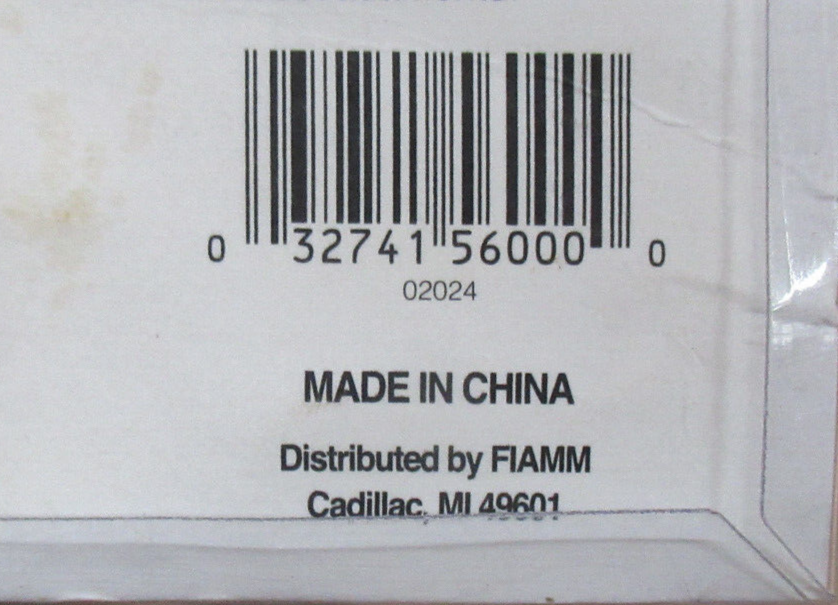 0 32741 56000 0
02024
MADE IN CHINA
Distributed by FIAMM
Cadillac, MI 49601